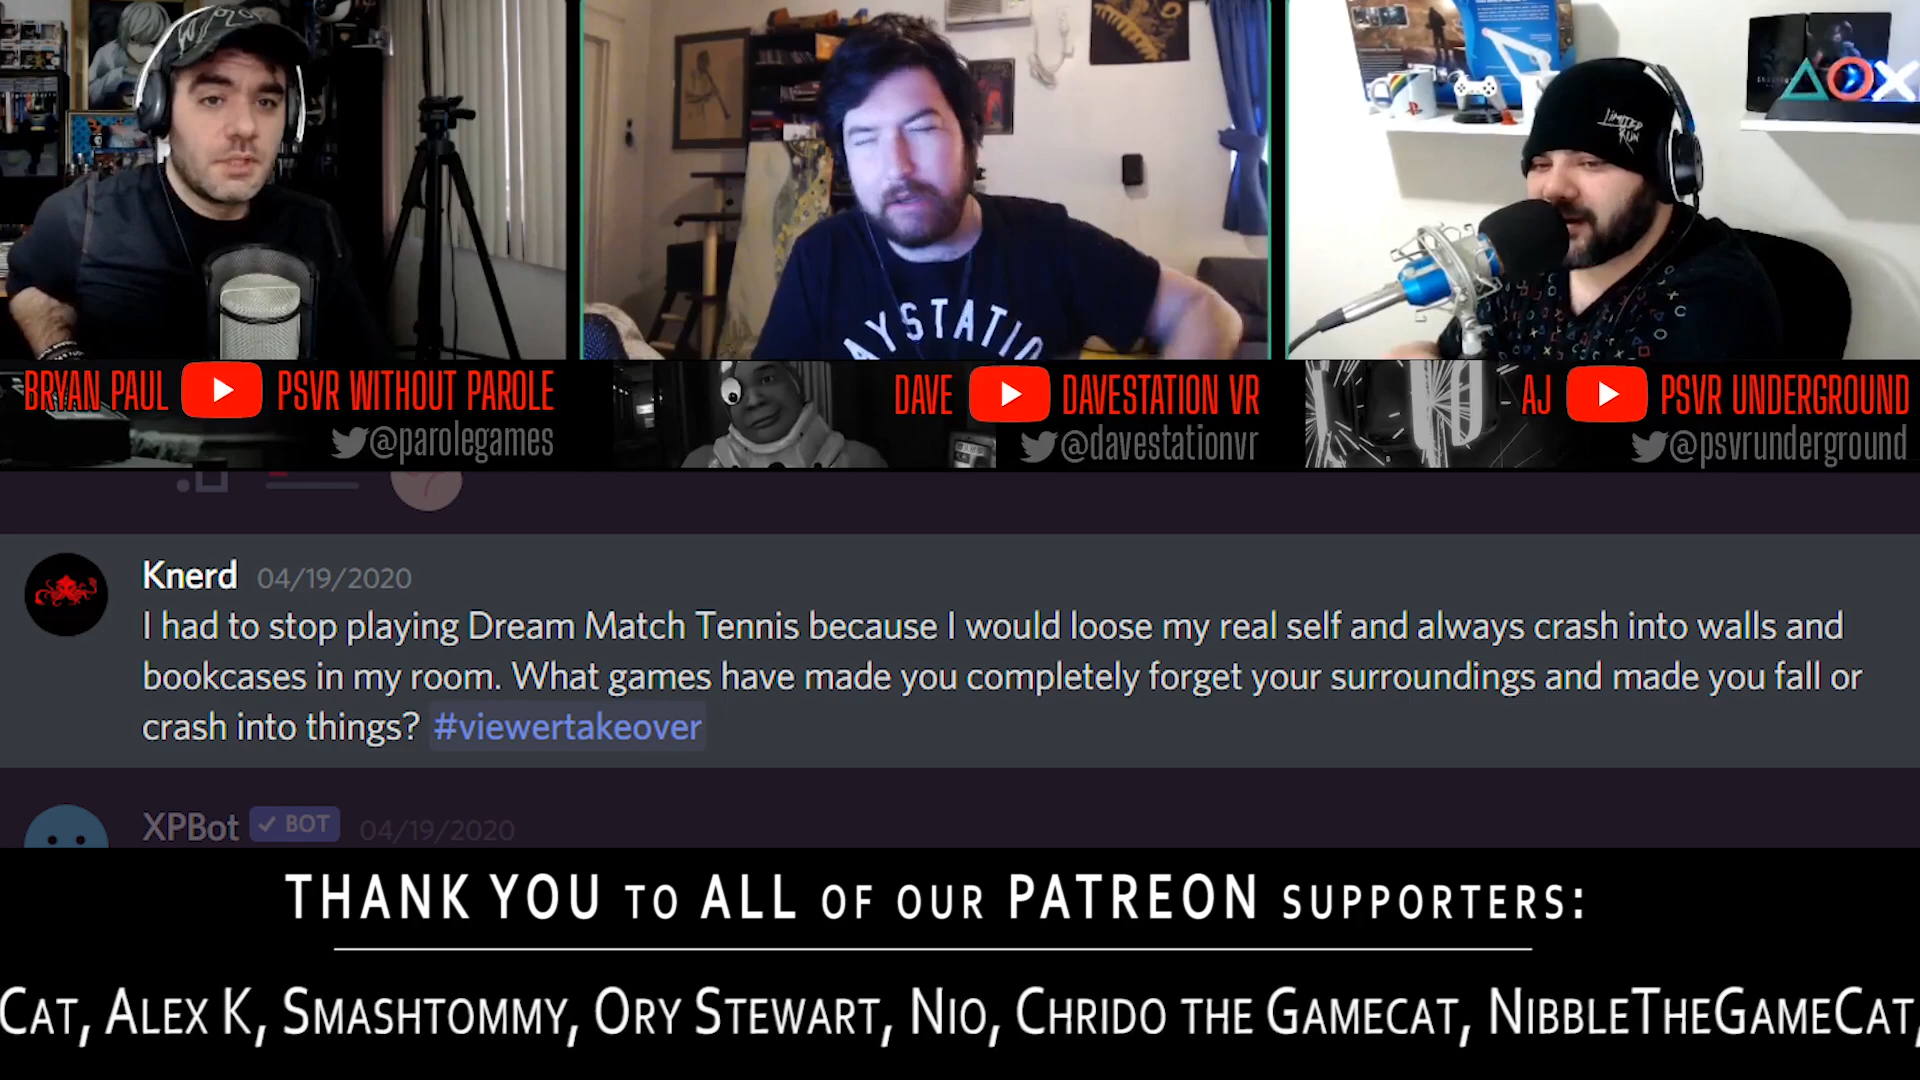 LIMITED
RUN
AYSTATIO
BRYAN PAUL PSVR WITHOUT PAROLE
@parolegames
DAVE DAVESTATION VR
@davestationvr
AJ PSVR UNDERGROUND
@psvrunderground
Knerd 04/19/2020
I had to stop playing Dream Match Tennis because I would loose my real self and always crash into walls and
bookcases in my room. What games have made you completely forget your surroundings and made you fall or
crash into things? #viewertakeover
XPBot ✓ BOT 04/19/2020
THANK YOU TO ALL OF OUR PATREON SUPPORTERS:
CAT, ALEX K, SMASHTOMMY, ORY STEWART, NIO, CHRIDO THE GAMECAT, NIBBLETHEGAMECAT,